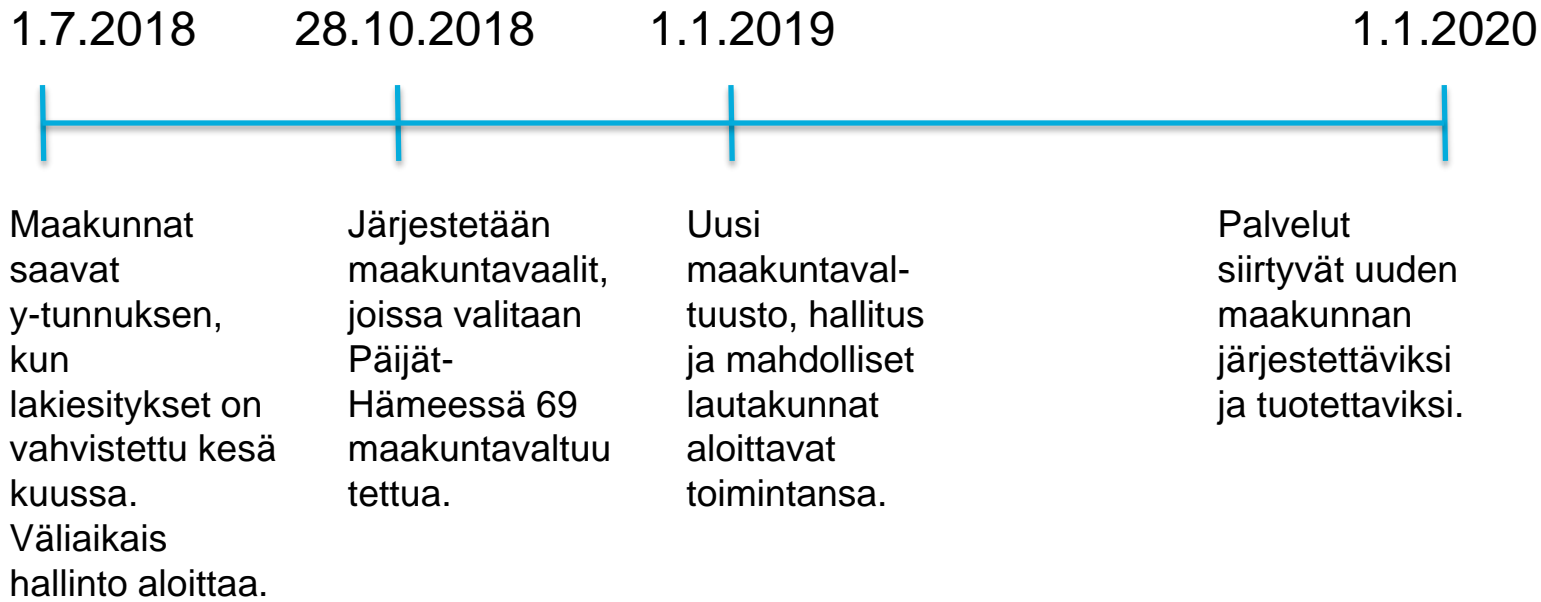 1.7.2018 28.10.2018 1.1.2019 1.1.2020
Maakunnat
saavat
y-tunnuksen,
kun
lakiesitykset on
vahvistettu kesä
kuussa.
Väliaikais
hallinto aloittaa.
Järjestetään
maakuntavaalit,
joissa valitaan
Päijät-
Hämeessä 69
maakuntavaltuu
tettua.
Uusi
maakuntaval-
tuusto, hallitus
ja mahdolliset
lautakunnat
aloittavat
toimintansa.
Palvelut
siirtyvät uuden
maakunnan
järjestettäviksi
ja tuotettaviksi.